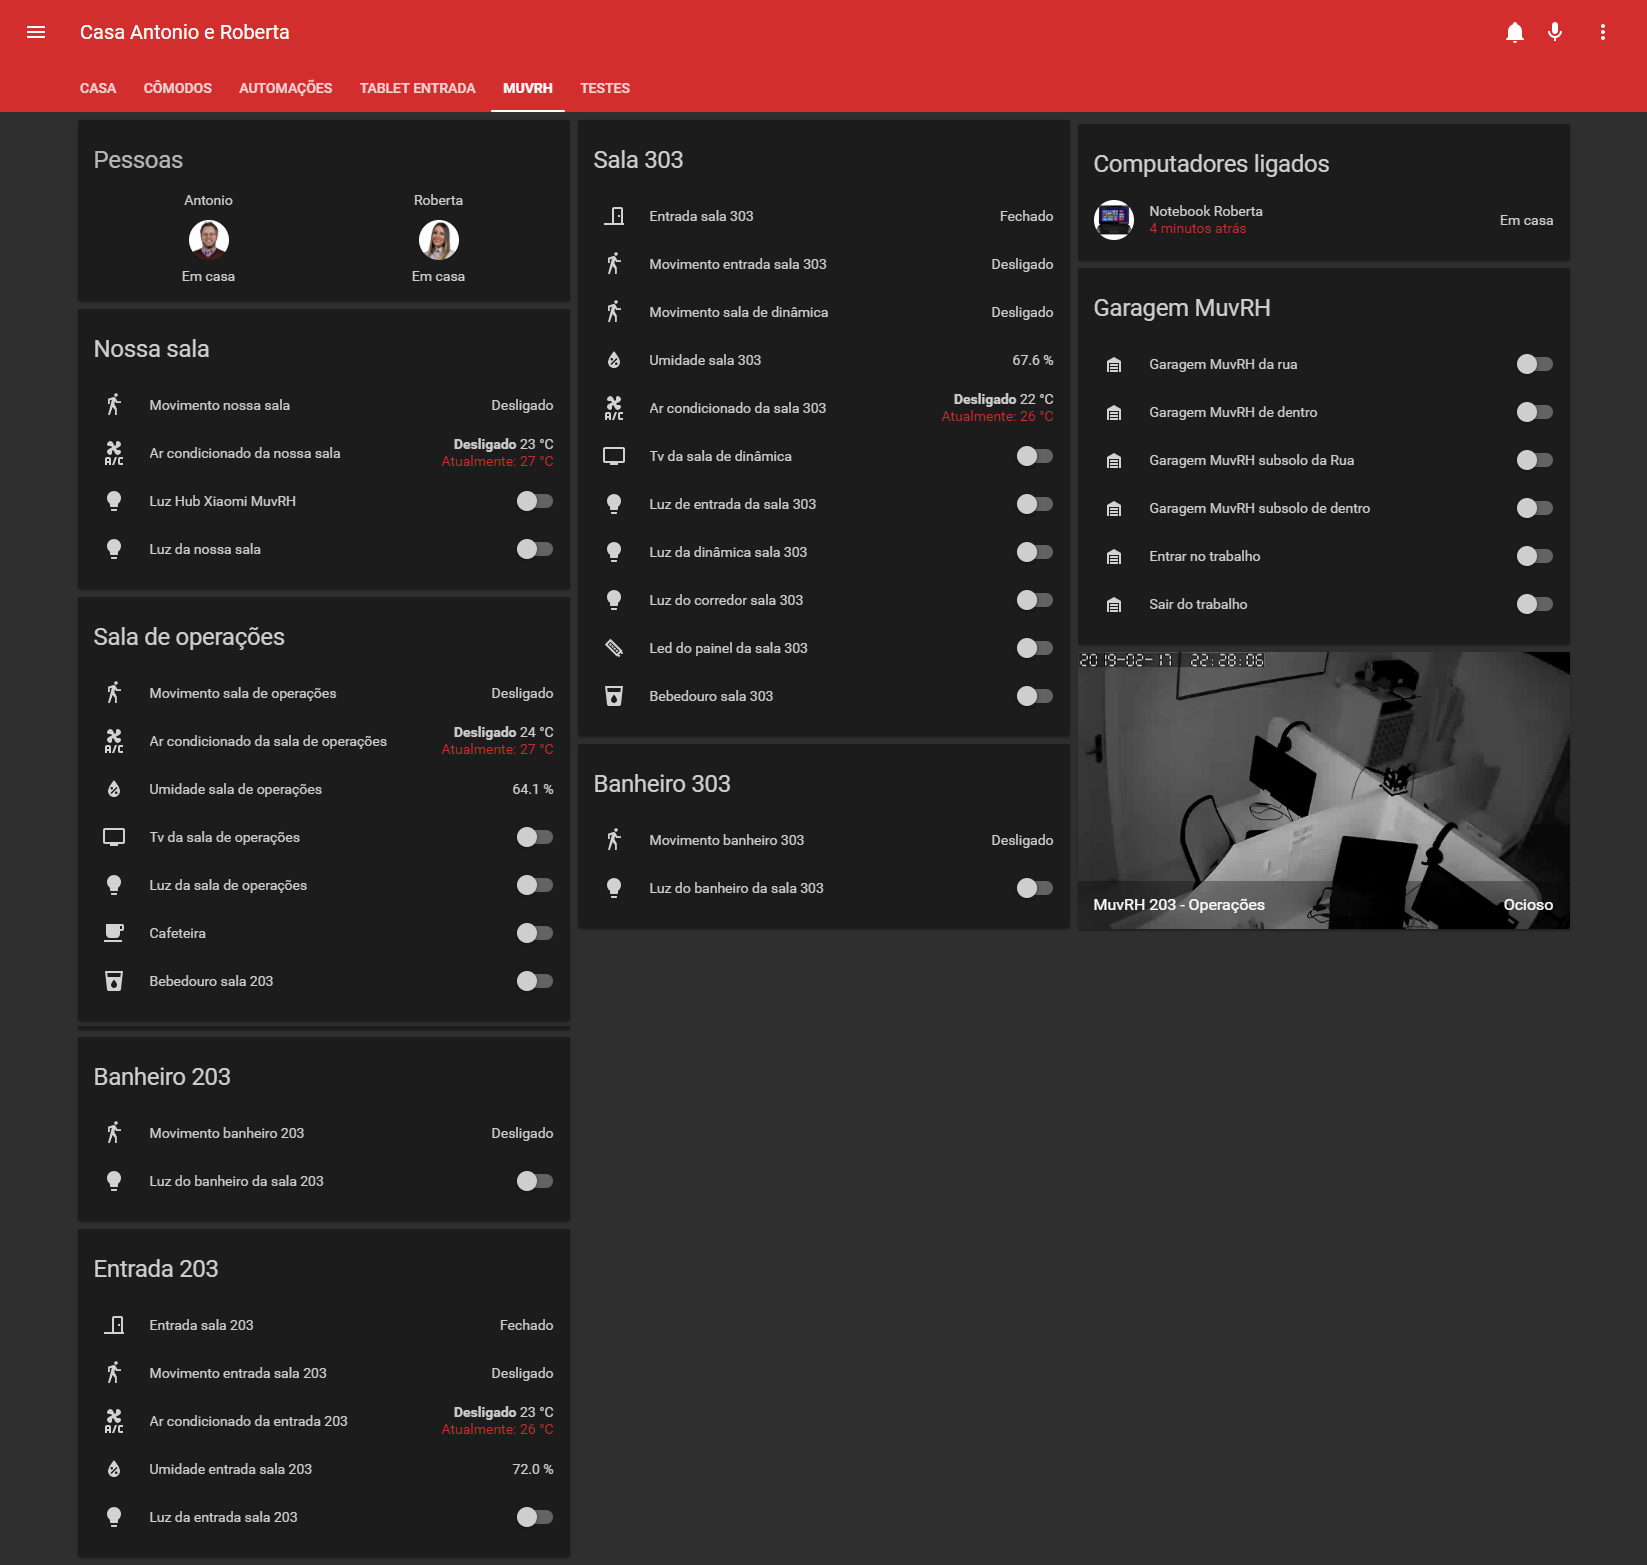 Casa Antonio e Roberta
CASA
CÔMODOS
AUTOMAÇÕES
TABLET ENTRADA
MUVRH
TESTES
Pessoas
Antonio
Em casa
Roberta
Em casa
Nossa sala
Movimento nossa sala Desligado
Ar condicionado da nossa sala Desligado 23 °C
Atualmente: 27 °C
Luz Hub Xiaomi MuvRH
Luz da nossa sala
Sala de operações
Movimento sala de operações Desligado
Ar condicionado da sala de operações Desligado 24 °C
Atualmente: 27 °C
Umidade sala de operações 64.1 %
Tv da sala de operações
Luz da sala de operações
Cafeteira
Bebedouro sala 203
Banheiro 203
Movimento banheiro 203 Desligado
Luz do banheiro da sala 203
Entrada 203
Entrada sala 203 Fechado
Movimento entrada sala 203 Desligado
Ar condicionado da entrada 203 Desligado 23 °C
Atualmente: 26 °C
Umidade entrada sala 203 72.0 %
Luz da entrada sala 203
Sala 303
Entrada sala 303 Fechado
Movimento entrada sala 303 Desligado
Movimento sala de dinâmica Desligado
Umidade sala 303 67.6 %
Ar condicionado da sala 303 Desligado 22 °C
Atualmente: 26 °C
Tv da sala de dinâmica
Luz de entrada da sala 303
Luz da dinâmica sala 303
Luz do corredor sala 303
Led do painel da sala 303
Bebedouro sala 303
Banheiro 303
Movimento banheiro 303 Desligado
Luz do banheiro da sala 303
Computadores ligados
Notebook Roberta Em casa
4 minutos atrás
Garagem MuvRH
Garagem MuvRH da rua
Garagem MuvRH de dentro
Garagem MuvRH subsolo da Rua
Garagem MuvRH subsolo de dentro
Entrar no trabalho
Sair do trabalho
2019-02-17 22:28:06
MuvRH 203 - Operações Ocioso